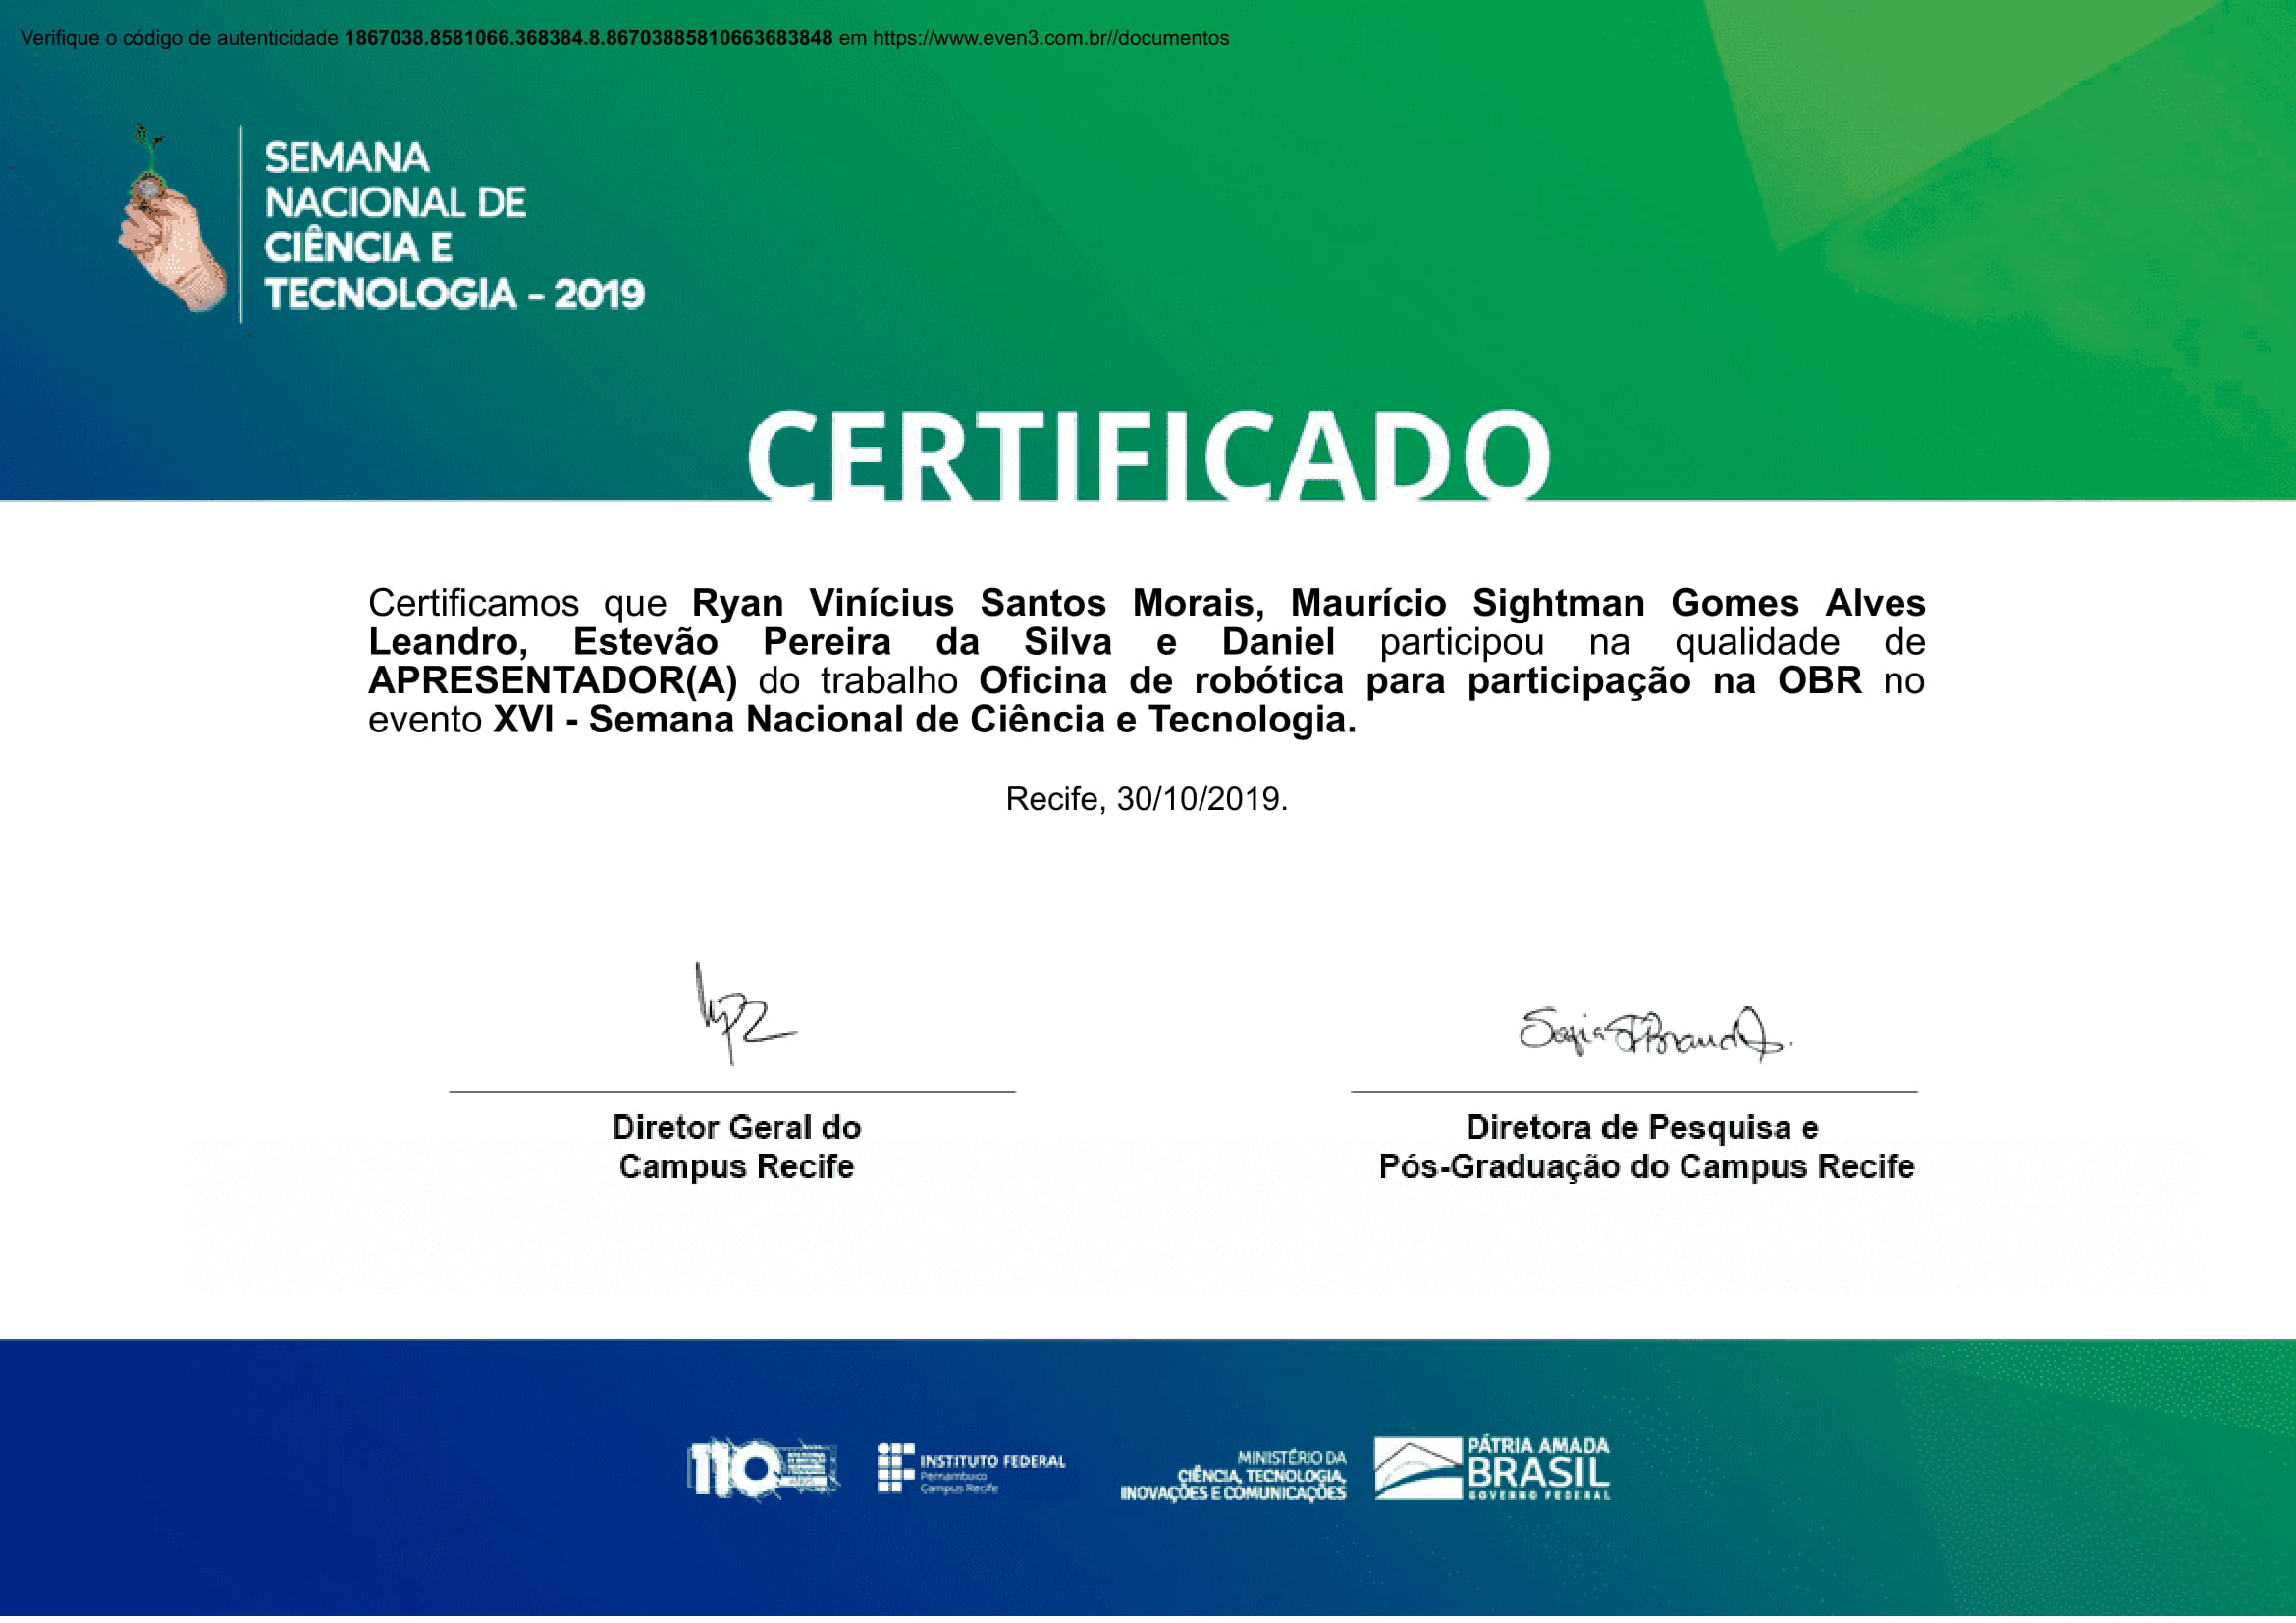 Verifique o código de autenticidade 1867038.8581066.368384.8.86703885810663683848 em https://www.even3.com.br//documentos
SEMANA
NACIONAL DE
CIÊNCIA E
TECNOLOGIA - 2019
CERTIFICADO
Certificamos que Ryan Vinícius Santos Morais, Maurício Sightman Gomes Alves
Leandro, Estevão Pereira da Silva e Daniel participou na qualidade de
APRESENTADOR(A) do trabalho Oficina de robótica para participação na OBR no
evento XVI - Semana Nacional de Ciência e Tecnologia.
Recife, 30/10/2019.
Diretor Geral do
Campus Recife
Diretora de Pesquisa e
Pós-Graduação do Campus Recife
110
INSTITUTO FEDERAL
Pernambuco
Campus Recife
MINISTÉRIO DA
CIÊNCIA, TECNOLOGIA,
INOVAÇÕES E COMUNICAÇÕES
PÁTRIA AMADA
BRASIL
GOVERNO FEDERAL